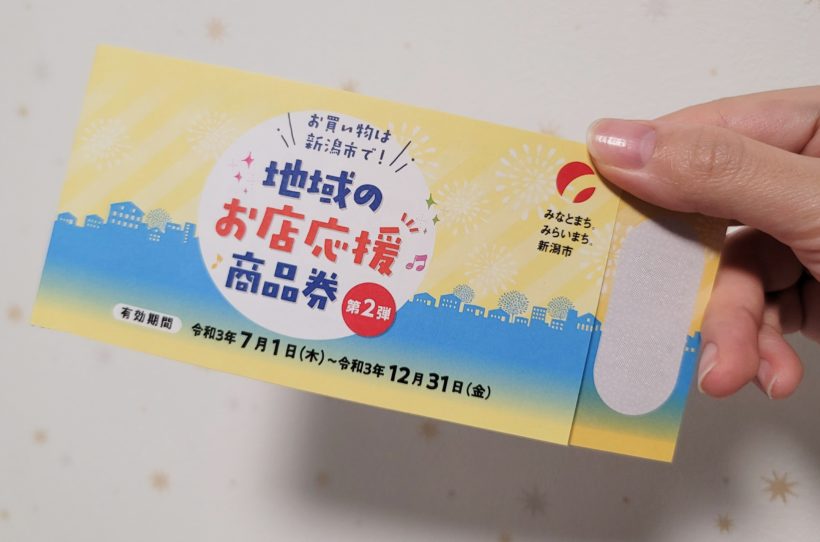 お買い物は
新潟市で!
地域の
お店応援
商品券
第2弾
みなとまち。
みらいまち。
新潟市
有効期間
令和3年7月1日(木)~令和3年12月31日(金)